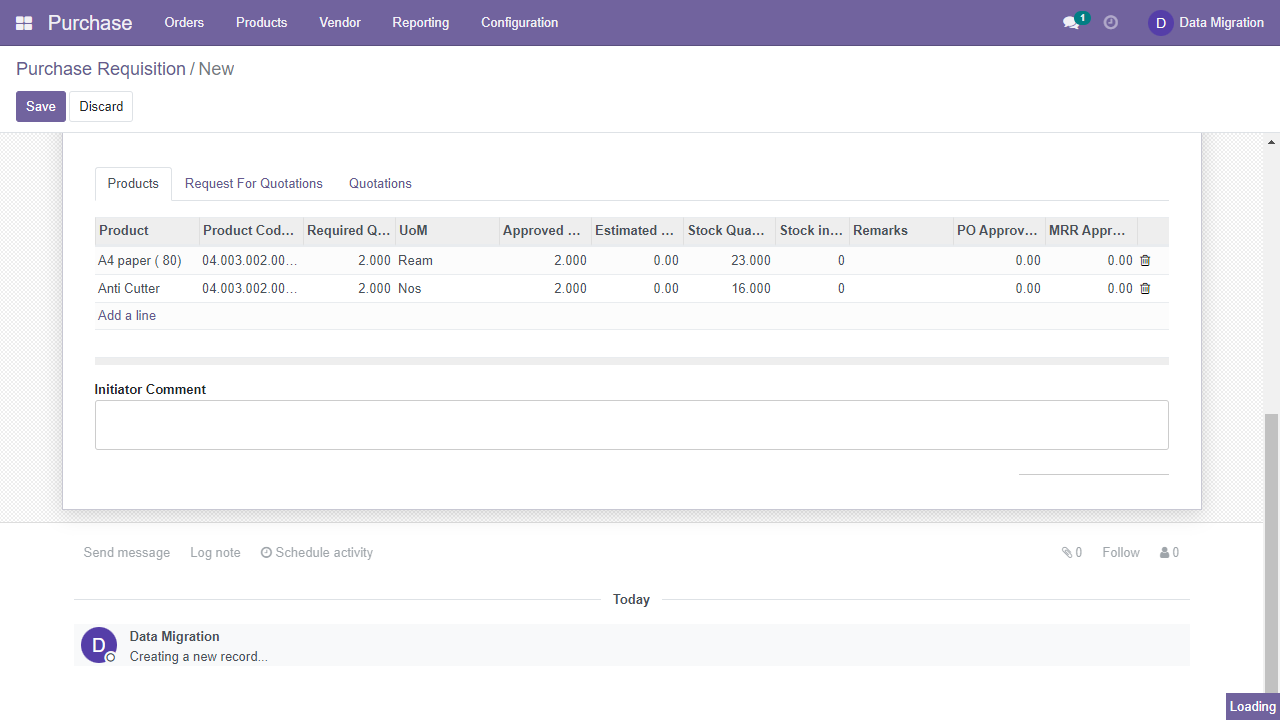 Purchase Orders Products Vendor Reporting Configuration 1 D Data Migration
Purchase Requisition / New
Save Discard
Products Request For Quotations Quotations
Product Product Cod... Required Q... UoM Approved ... Estimated ... Stock Qua... Stock in... Remarks PO Approv... MRR Appr...
A4 paper ( 80) 04.003.002.00... 2.000 Ream 2.000 0.00 23.000 0 0.00 0.00
Anti Cutter 04.003.002.00... 2.000 Nos 2.000 0.00 16.000 0 0.00 0.00
Add a line
Initiator Comment
Send message Log note Schedule activity 0 Follow 0
Today
D Data Migration
Creating a new record...
Loading